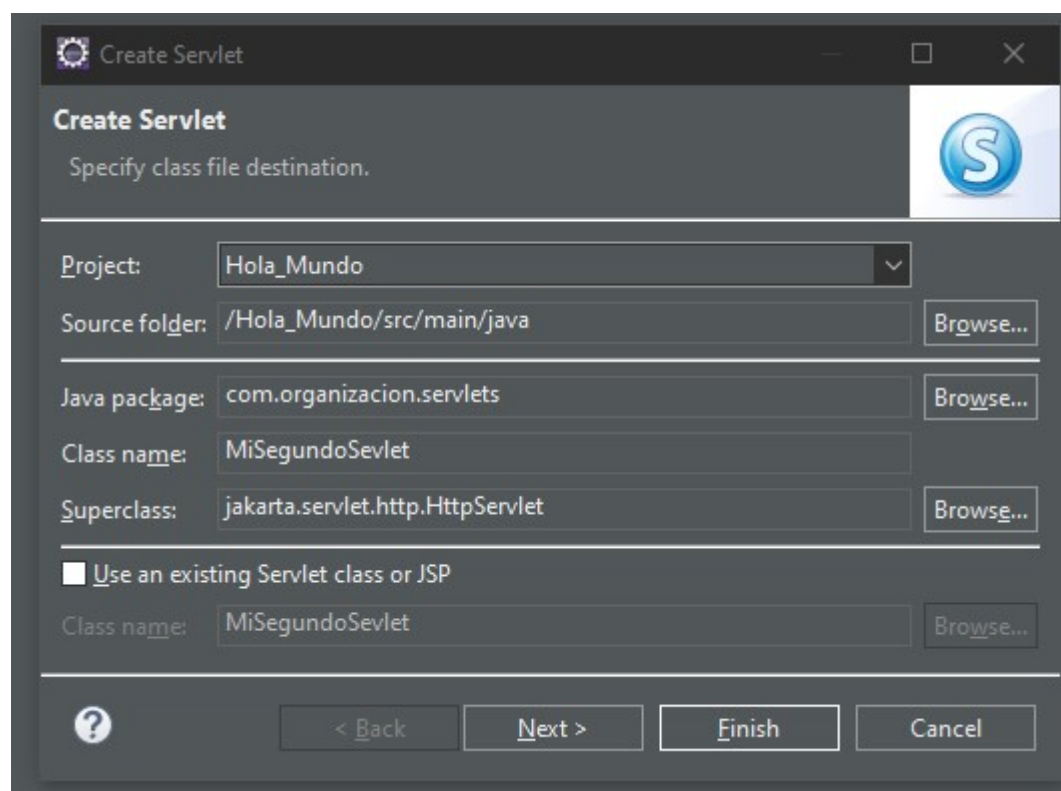 Create Servlet
Create Servlet
Specify class file destination.
S
Project: Hola_Mundo
Source folder: /Hola_Mundo/src/main/java Browse...
Java package: com.organizacion.servlets Browse...
Class name: MiSegundoSevlet
Superclass: jakarta.servlet.http.HttpServlet Browse...
Use an existing Servlet class or JSP
Class name: MiSegundoSevlet Browse...
? < Back Next > Finish Cancel